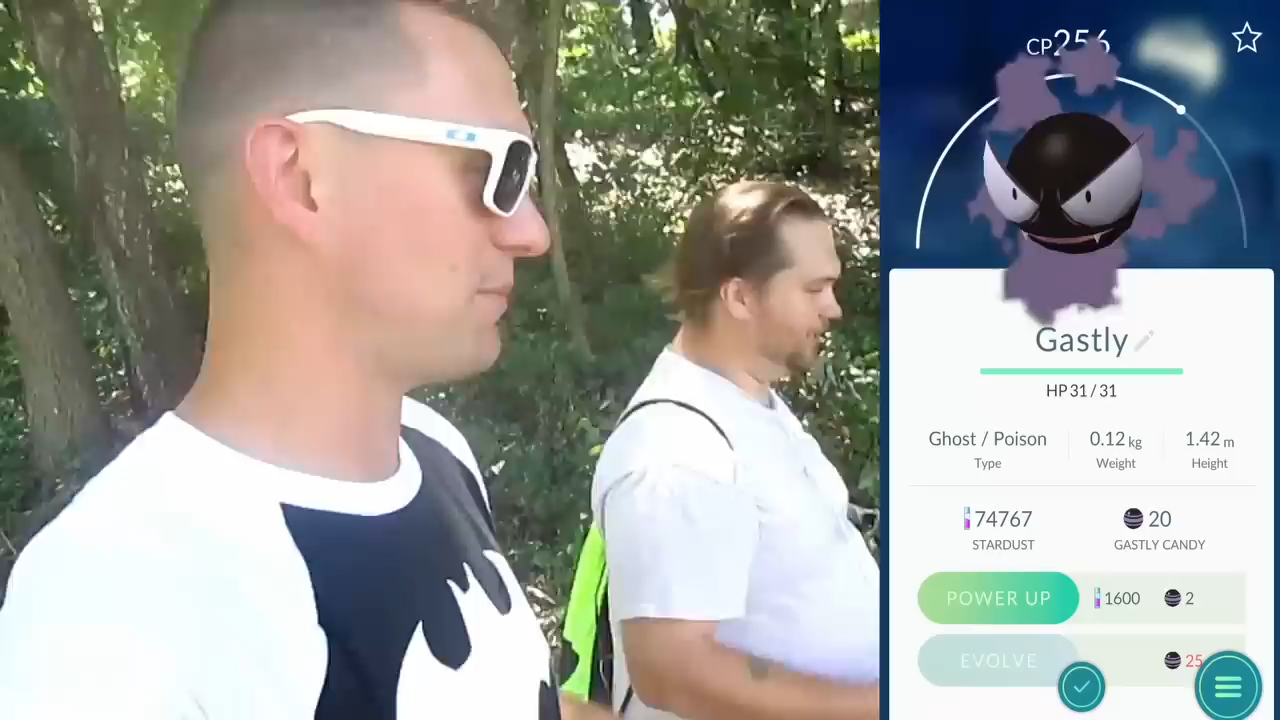 CP256
Gastly
HP 31 / 31
Ghost / Poison
0.12 kg
1.42 m
Type
Weight
Height
74767
20
STARDUST
GASTLY CANDY
POWER UP
1600
2
EVOLVE
25